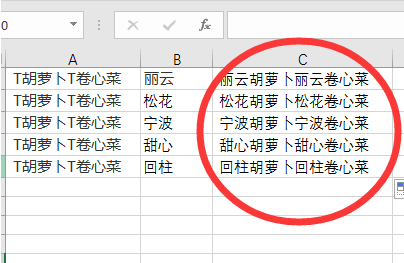 0 fx
A B C
T胡萝卜T卷心菜 丽云 丽云胡萝卜丽云卷心菜
T胡萝卜T卷心菜 松花 松花胡萝卜松花卷心菜
T胡萝卜T卷心菜 宁波 宁波胡萝卜宁波卷心菜
T胡萝卜T卷心菜 甜心 甜心胡萝卜甜心卷心菜
T胡萝卜T卷心菜 回柱 回柱胡萝卜回柱卷心菜